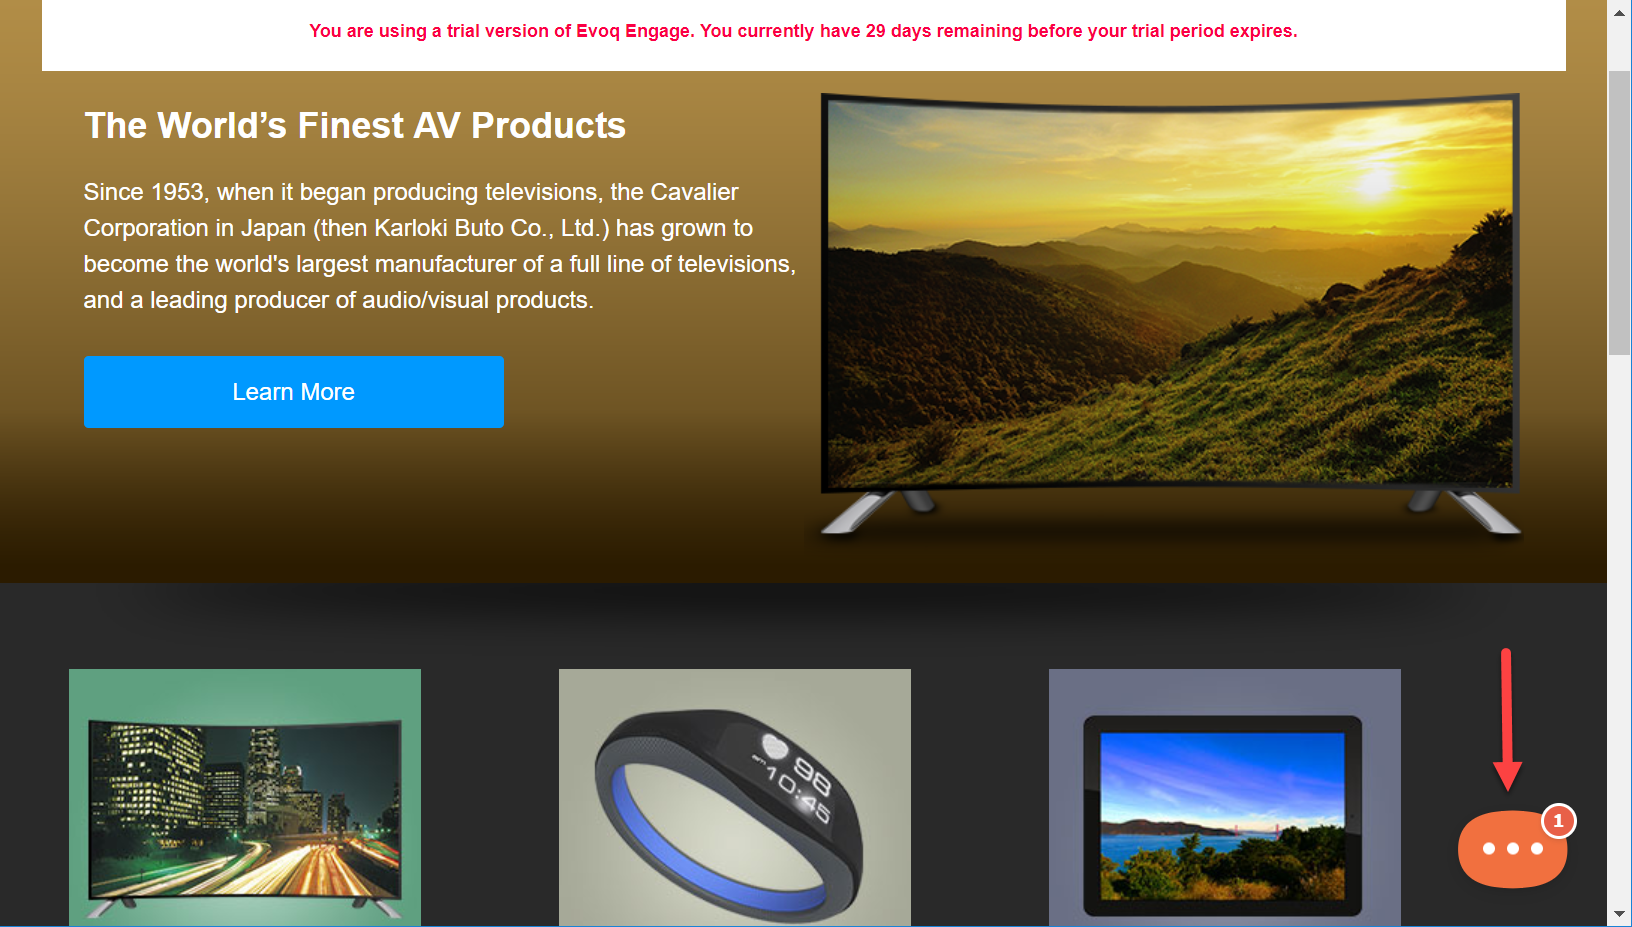 You are using a trial version of Evoq Engage. You currently have 29 days remaining before your trial period expires.
The World’s Finest AV Products
Since 1953, when it began producing televisions, the Cavalier
Corporation in Japan (then Karloki Buto Co., Ltd.) has grown to
become the world's largest manufacturer of a full line of televisions,
and a leading producer of audio/visual products.
Learn More
98
am 10:45
1